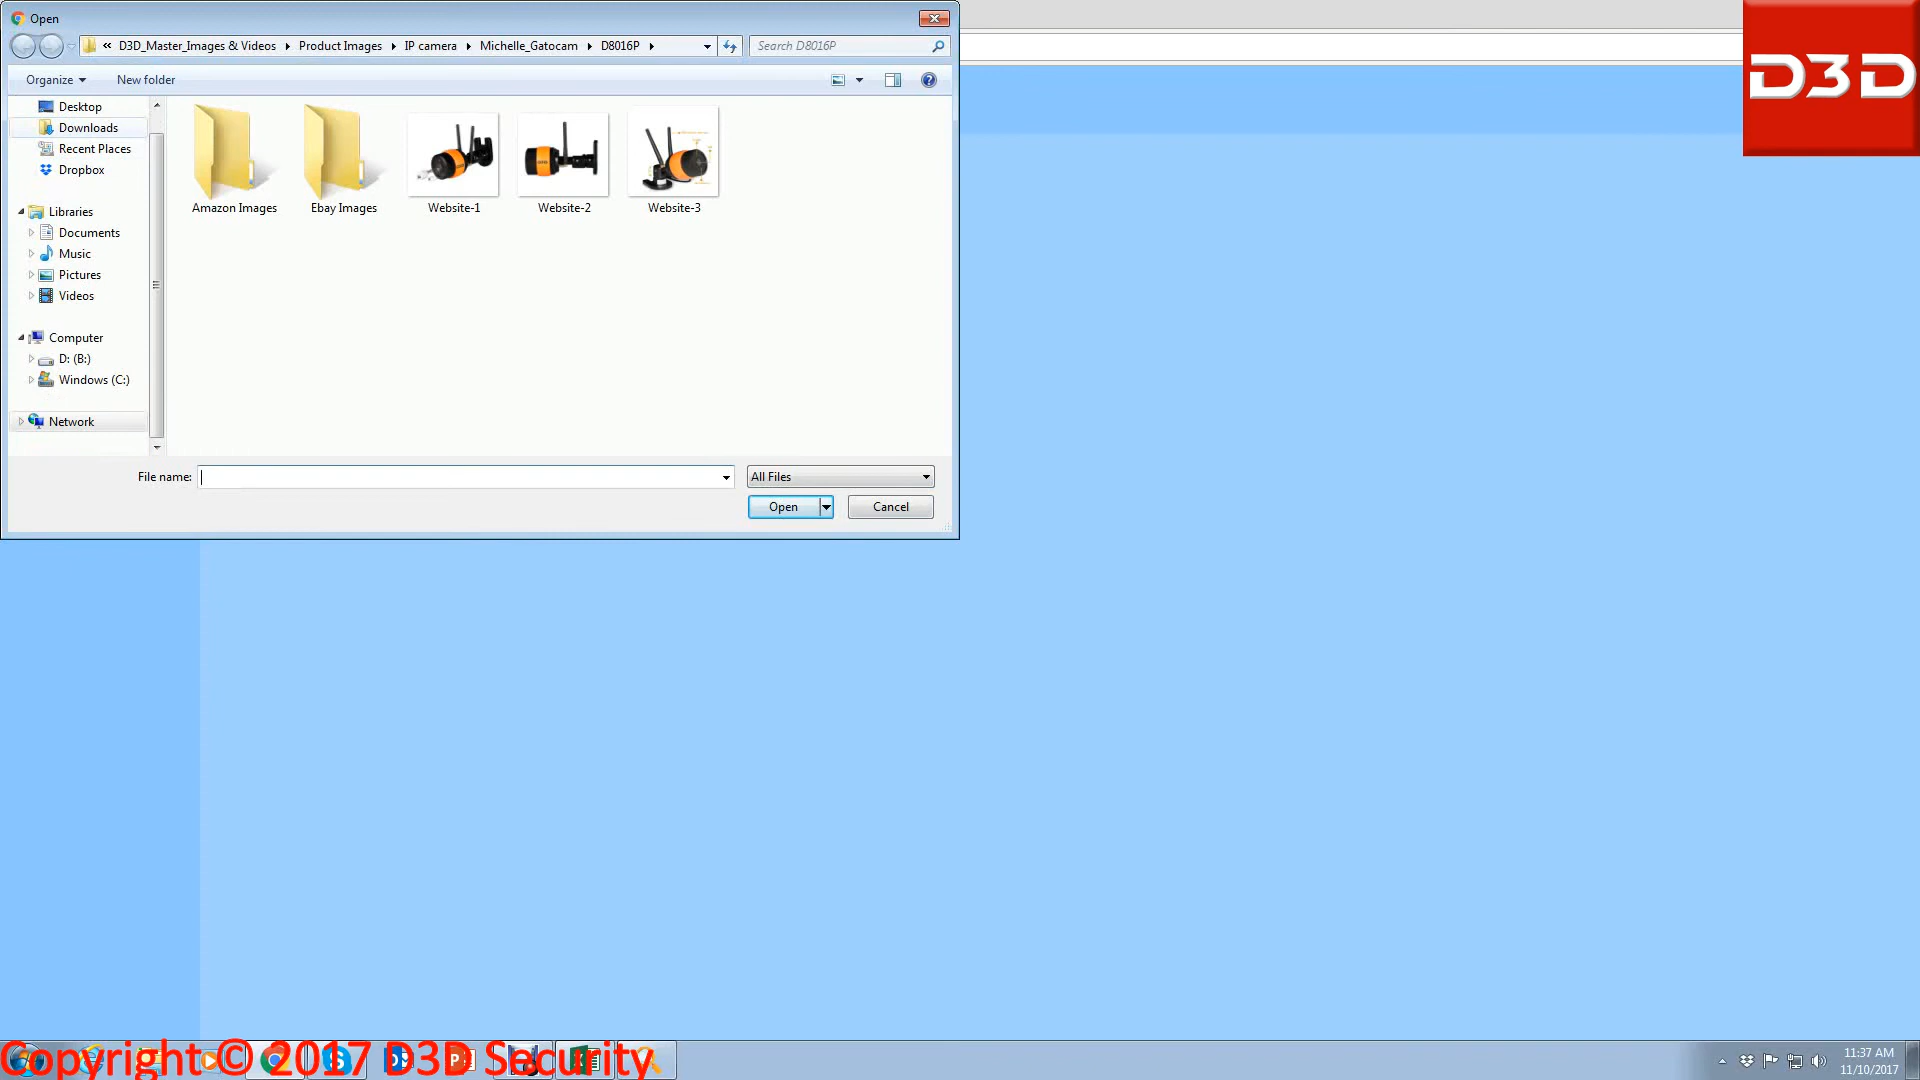 Open
« D3D_Master_Images & Videos Product Images IP camera Michelle_Gatocam D8016P
Search D8016P
Organize New folder
Desktop
Downloads
Recent Places
Dropbox
Libraries
Documents
Music
Pictures
Videos
Computer
D: (B:)
Windows (C:)
Network
Amazon Images Ebay Images Website-1 Website-2 Website-3
File name: All Files
Open Cancel
D3D
Copyright © 2017 D3D Security
11:37 AM
11/10/2017